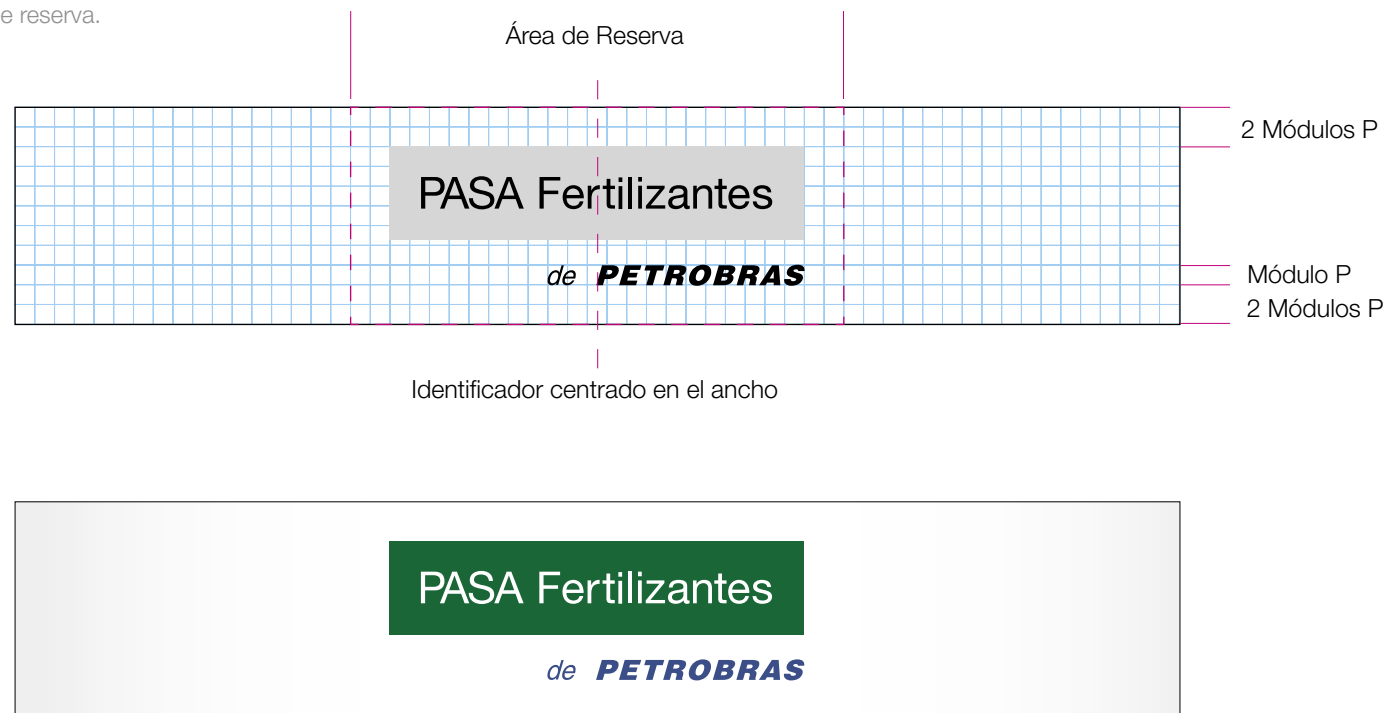 e reserva.
Área de Reserva
2 Módulos P
PASA Fertilizantes
de PETROBRAS
Módulo P
2 Módulos P
Identificador centrado en el ancho
PASA Fertilizantes
de PETROBRAS